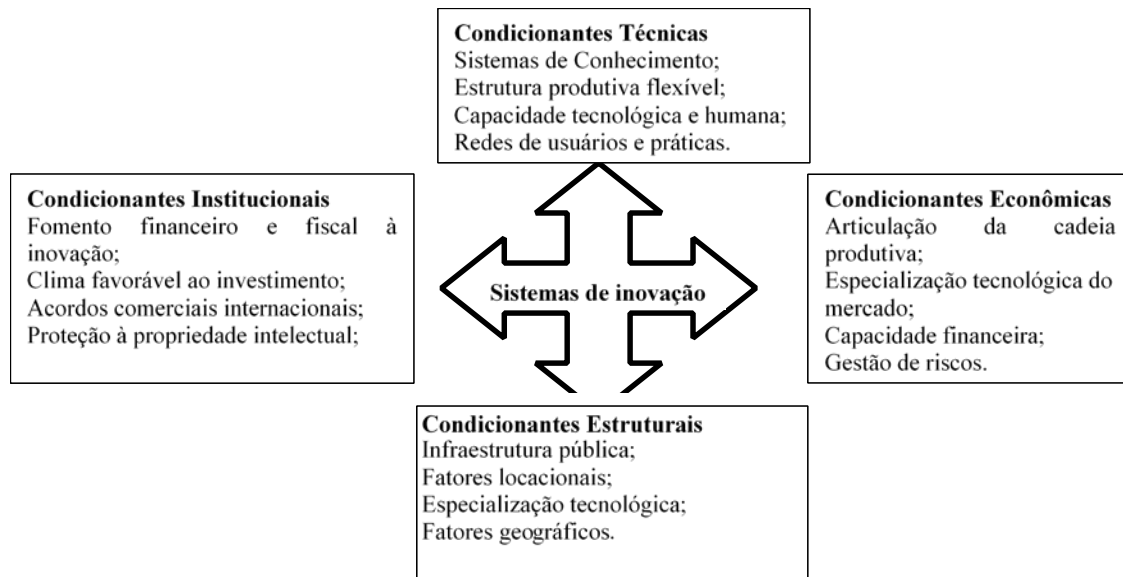 Condicionantes Técnicas
Sistemas de Conhecimento;
Estrutura produtiva flexível;
Capacidade tecnológica e humana;
Redes de usuários e práticas.
Condicionantes Institucionais
Fomento financeiro e fiscal à
inovação;
Clima favorável ao investimento;
Acordos comerciais internacionais;
Proteção à propriedade intelectual;
Sistemas de inovação
Condicionantes Econômicas
Articulação da cadeia
produtiva;
Especialização tecnológica do
mercado;
Capacidade financeira;
Gestão de riscos.
Condicionantes Estruturais
Infraestrutura pública;
Fatores locacionais;
Especialização tecnológica;
Fatores geográficos.